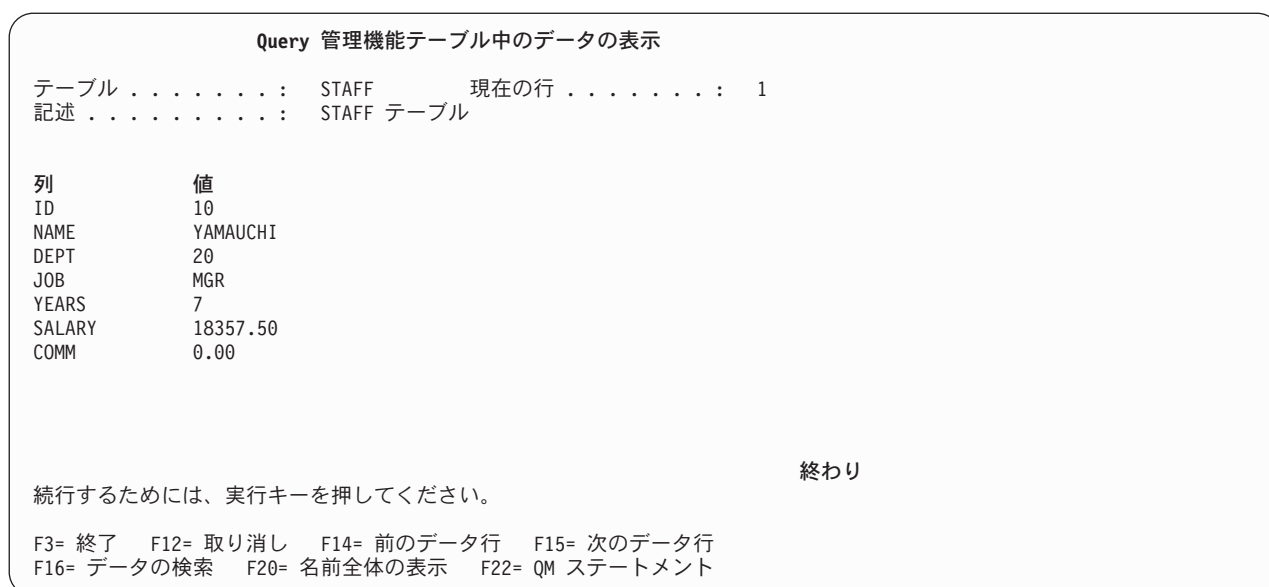 Query 管理機能テーブル中のデータの表示
テーブル . . . . . . . :   STAFF        現在の行 . . . . . . . :   1
記述 . . . . . . . . . :   STAFF テーブル
列             値
ID            10
NAME          YAMAUCHI
DEPT          20
JOB           MGR
YEARS         7
SALARY        18357.50
COMM          0.00
終わり
続行するためには、実行キーを押してください。
F3= 終了   F12= 取り消し   F14= 前のデータ行   F15= 次のデータ行
F16= データの検索   F20= 名前全体の表示   F22= QM ステートメント